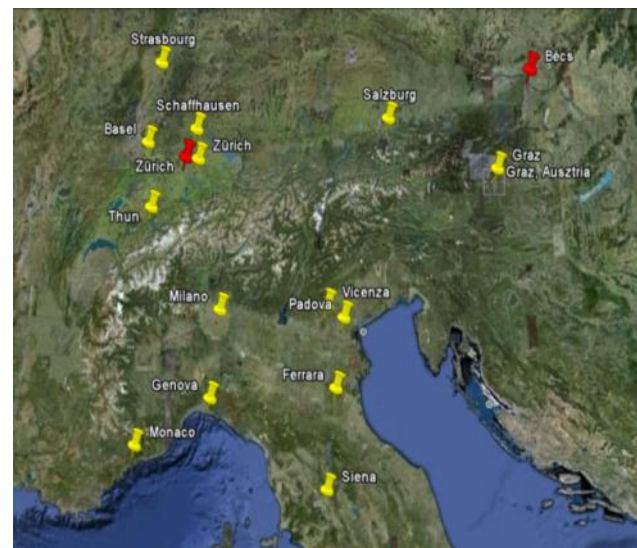 Strasbourg
Bécs
Salzburg
Schaffhausen
Basel
Zürich
Zürich
Graz
Graz, Ausztria
Thun
Milano
Vicenza
Padova
Ferrara
Genova
Monaco
Siena